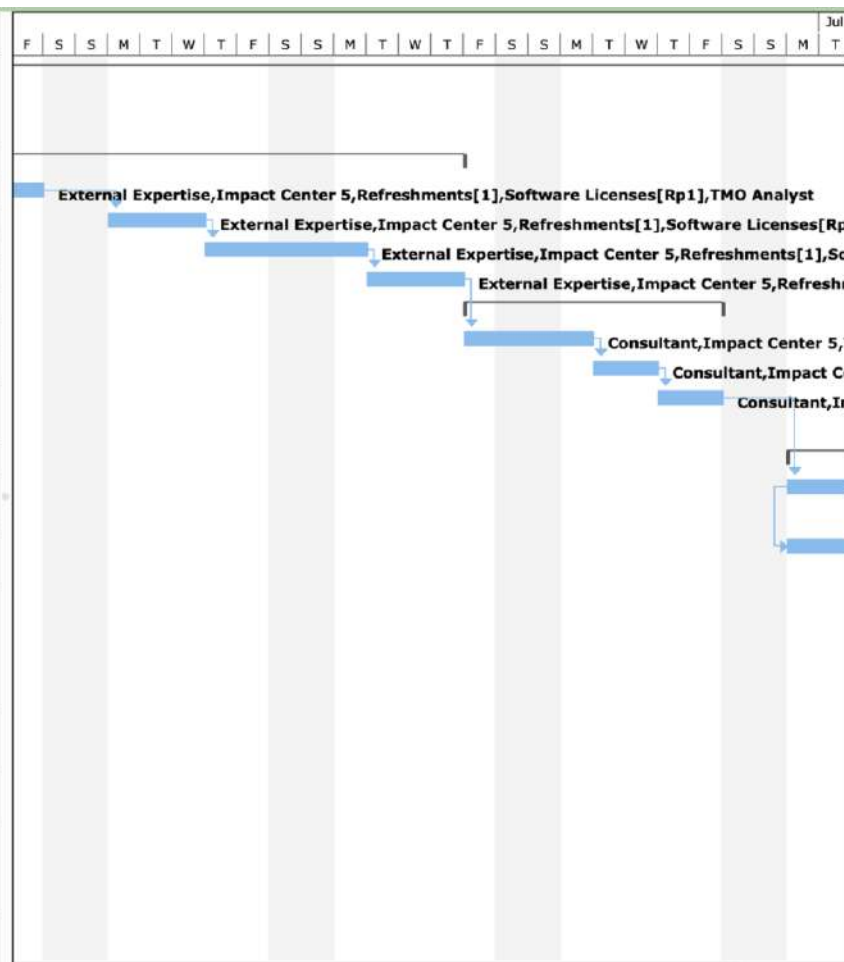 Jul
F S S M T W T F S S M T W T F S S M T W T F S S M T
External Expertise,Impact Center 5,Refreshments[1],Software Licenses[Rp1],TMO Analyst
External Expertise,Impact Center 5,Refreshments[1],Software Licenses[Rp
External Expertise,Impact Center 5,Refreshments[1],So
External Expertise,Impact Center 5,Refresh
Consultant,Impact Center 5,
Consultant,Impact C
Consultant,I